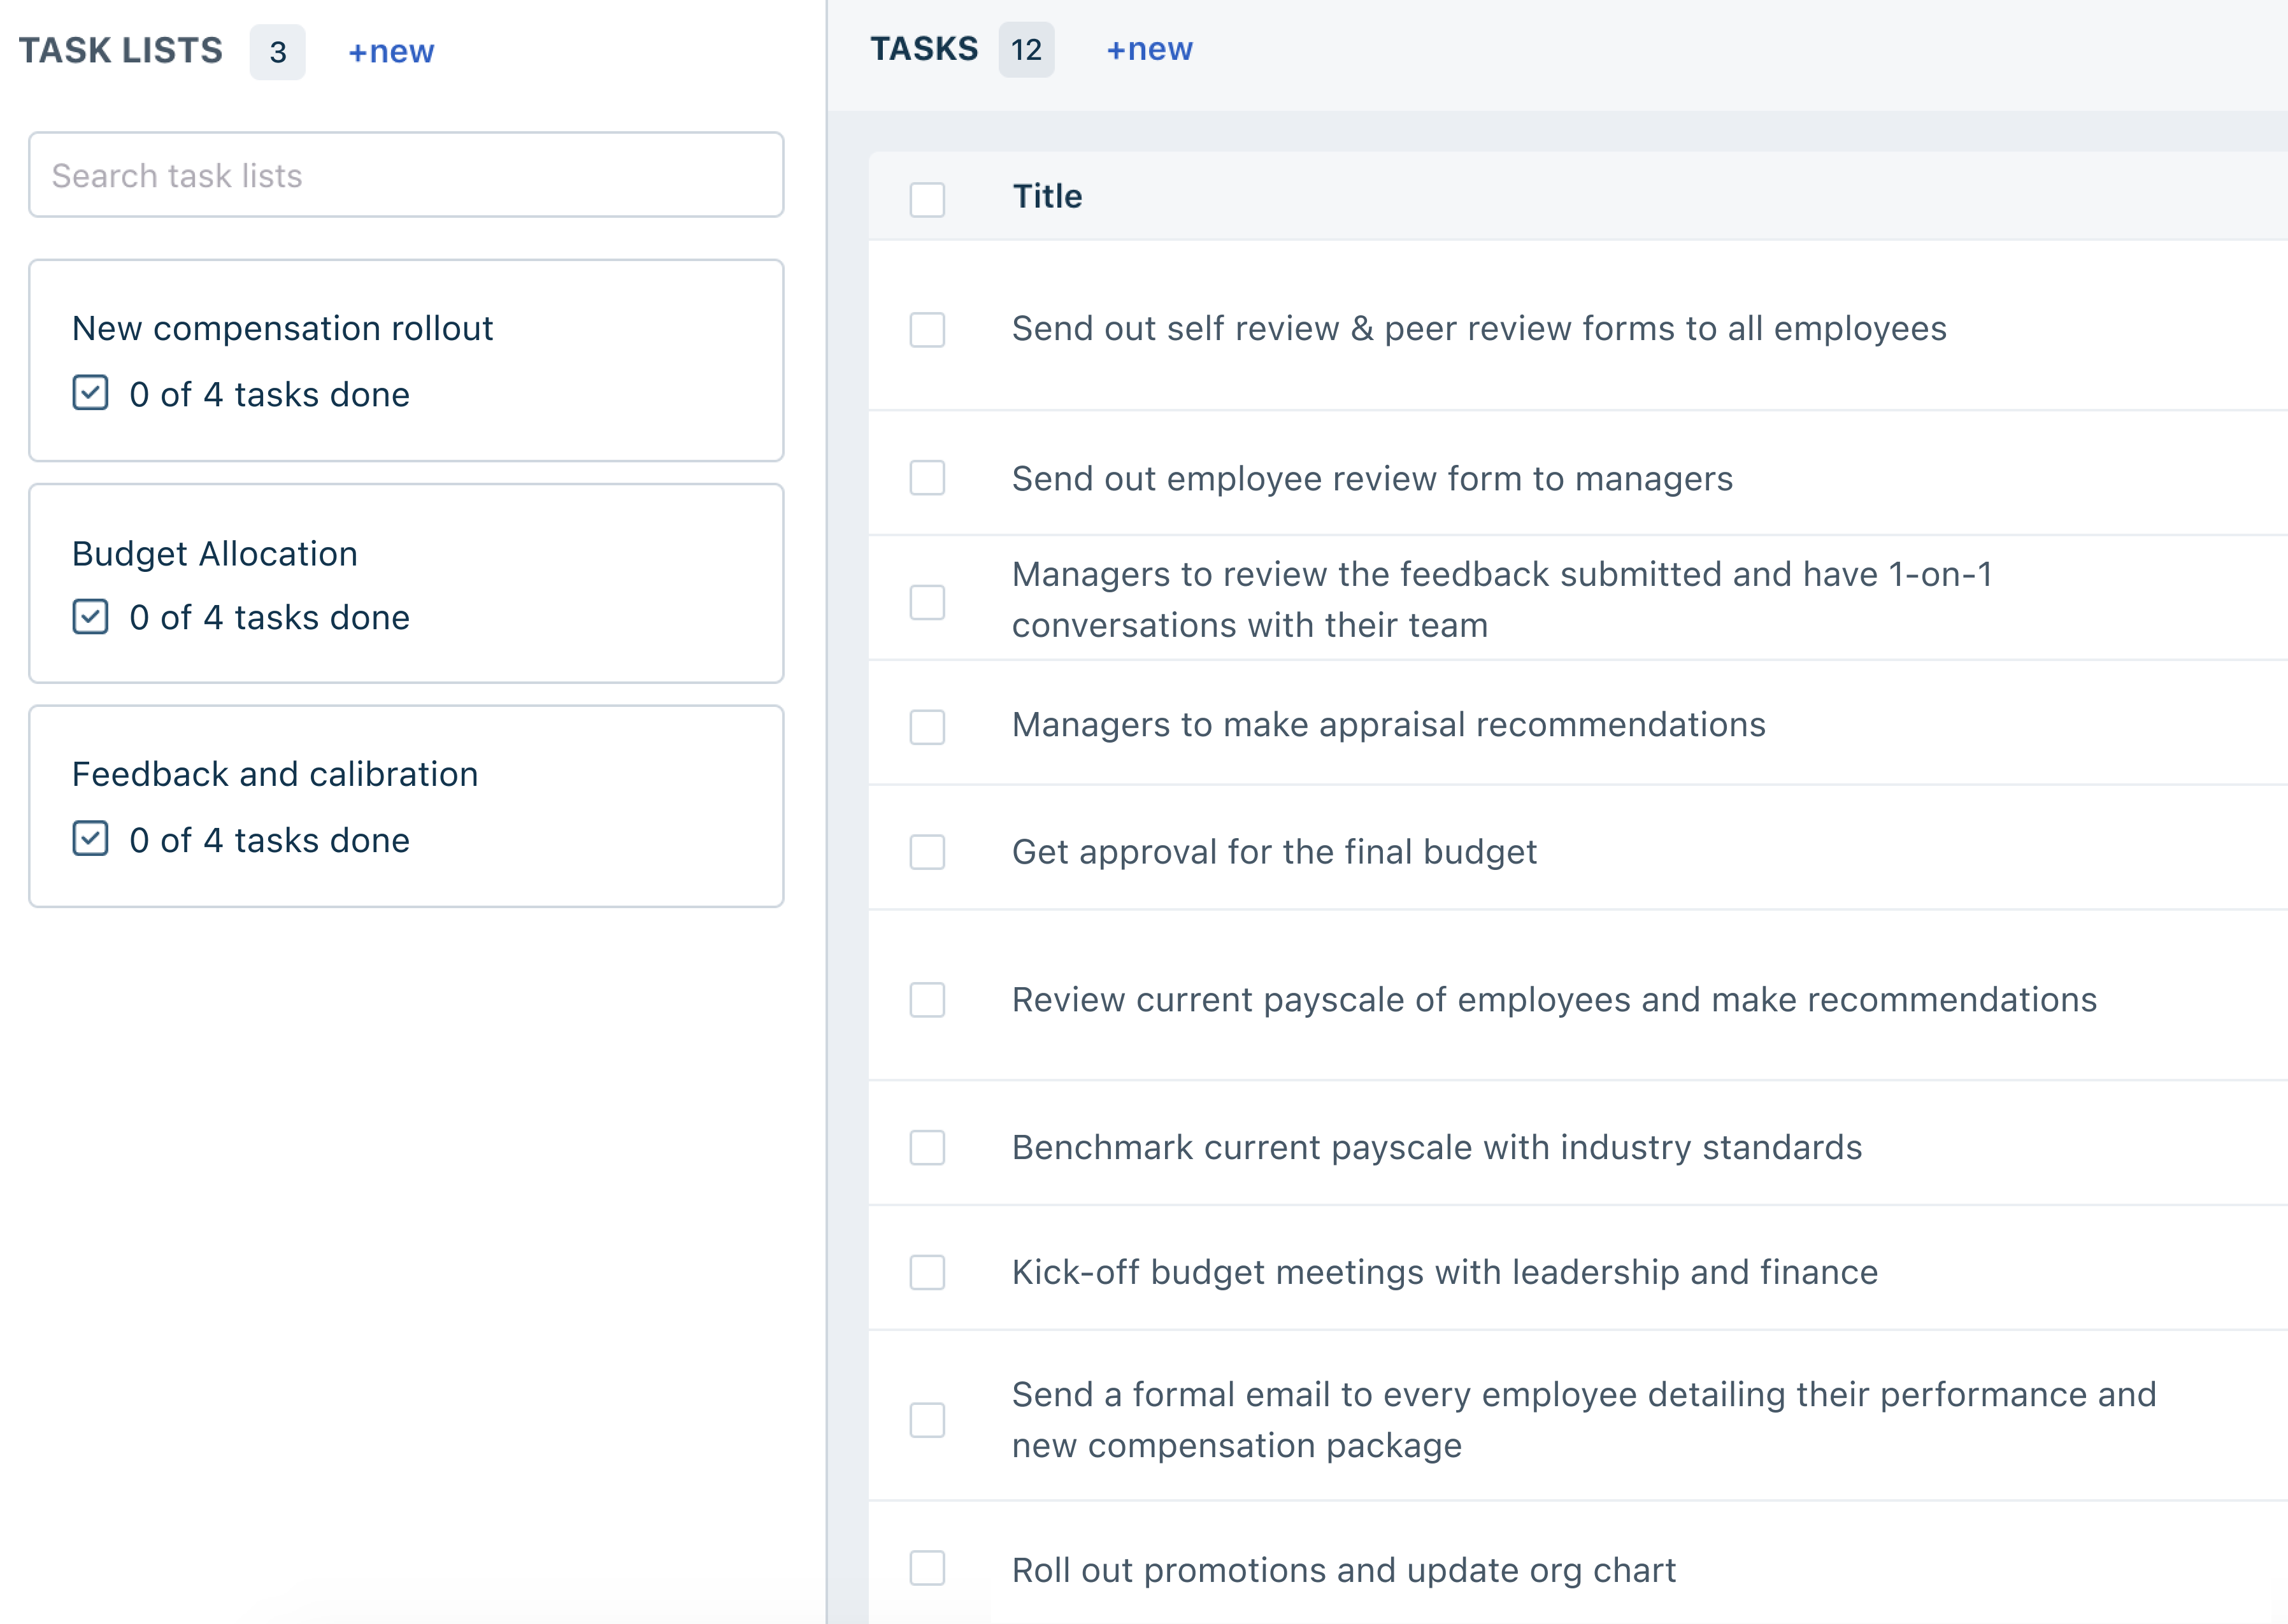 TASK LISTS 3 +new
Search task lists
New compensation rollout
0 of 4 tasks done
Budget Allocation
0 of 4 tasks done
Feedback and calibration
0 of 4 tasks done
TASKS 12 +new
Title
Send out self review & peer review forms to all employees
Send out employee review form to managers
Managers to review the feedback submitted and have 1-on-1
conversations with their team
Managers to make appraisal recommendations
Get approval for the final budget
Review current payscale of employees and make recommendations
Benchmark current payscale with industry standards
Kick-off budget meetings with leadership and finance
Send a formal email to every employee detailing their performance and
new compensation package
Roll out promotions and update org chart